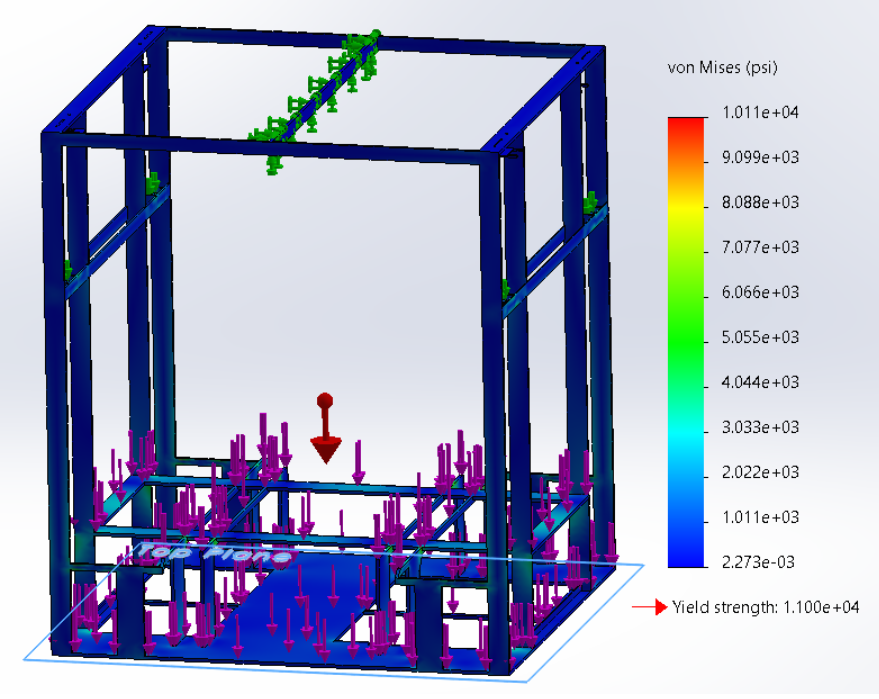 von Mises (psi)
1.011e+04
9.099e+03
8.088e+03
7.077e+03
6.066e+03
5.055e+03
4.044e+03
3.033e+03
2.022e+03
1.011e+03
2.273e-03
Top Plane
Yield strength: 1.100e+04